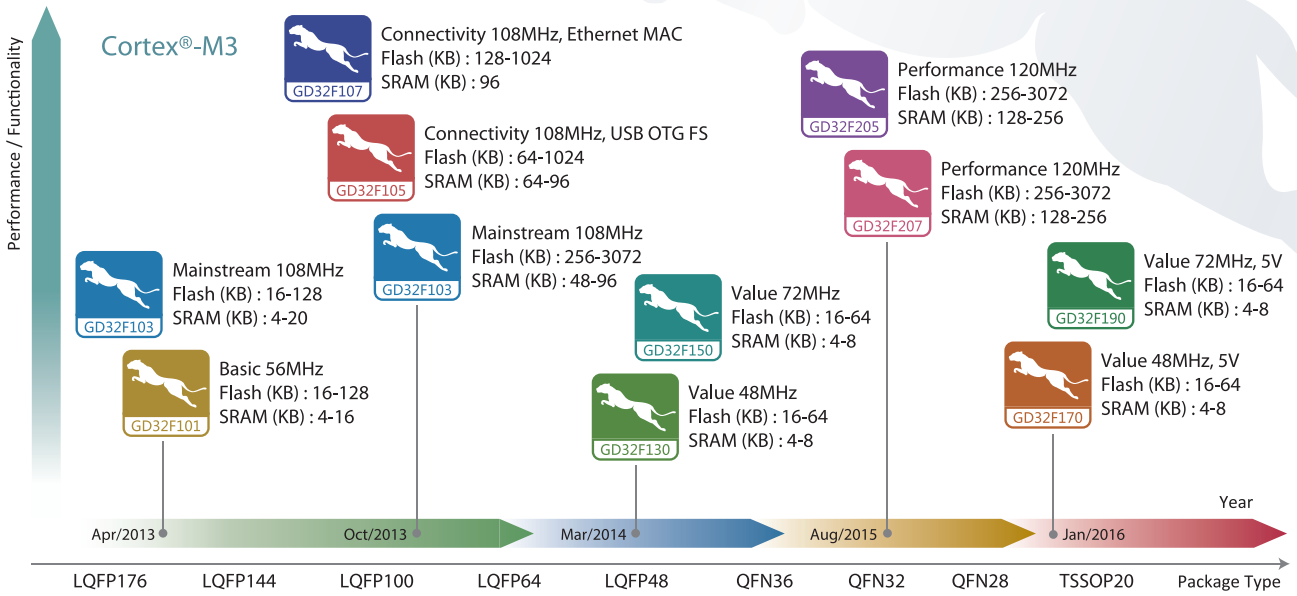 Performance / Functionality
Cortex®-M3
GD32F107
Connectivity 108MHz, Ethernet MAC
Flash (KB) : 128-1024
SRAM (KB) : 96
GD32F105
Connectivity 108MHz, USB OTG FS
Flash (KB) : 64-1024
SRAM (KB) : 64-96
GD32F103
Mainstream 108MHz
Flash (KB) : 256-3072
SRAM (KB) : 48-96
GD32F103
Mainstream 108MHz
Flash (KB) : 16-128
SRAM (KB) : 4-20
GD32F101
Basic 56MHz
Flash (KB) : 16-128
SRAM (KB) : 4-16
GD32F150
Value 72MHz
Flash (KB) : 16-64
SRAM (KB) : 4-8
GD32F130
Value 48MHz
Flash (KB) : 16-64
SRAM (KB) : 4-8
GD32F205
Performance 120MHz
Flash (KB) : 256-3072
SRAM (KB) : 128-256
GD32F207
Performance 120MHz
Flash (KB) : 256-3072
SRAM (KB) : 128-256
GD32F190
Value 72MHz, 5V
Flash (KB) : 16-64
SRAM (KB) : 4-8
GD32F170
Value 48MHz, 5V
Flash (KB) : 16-64
SRAM (KB) : 4-8
Year
Apr/2013
Oct/2013
Mar/2014
Aug/2015
Jan/2016
LQFP176
LQFP144
LQFP100
LQFP64
LQFP48
QFN36
QFN32
QFN28
TSSOP20
Package Type